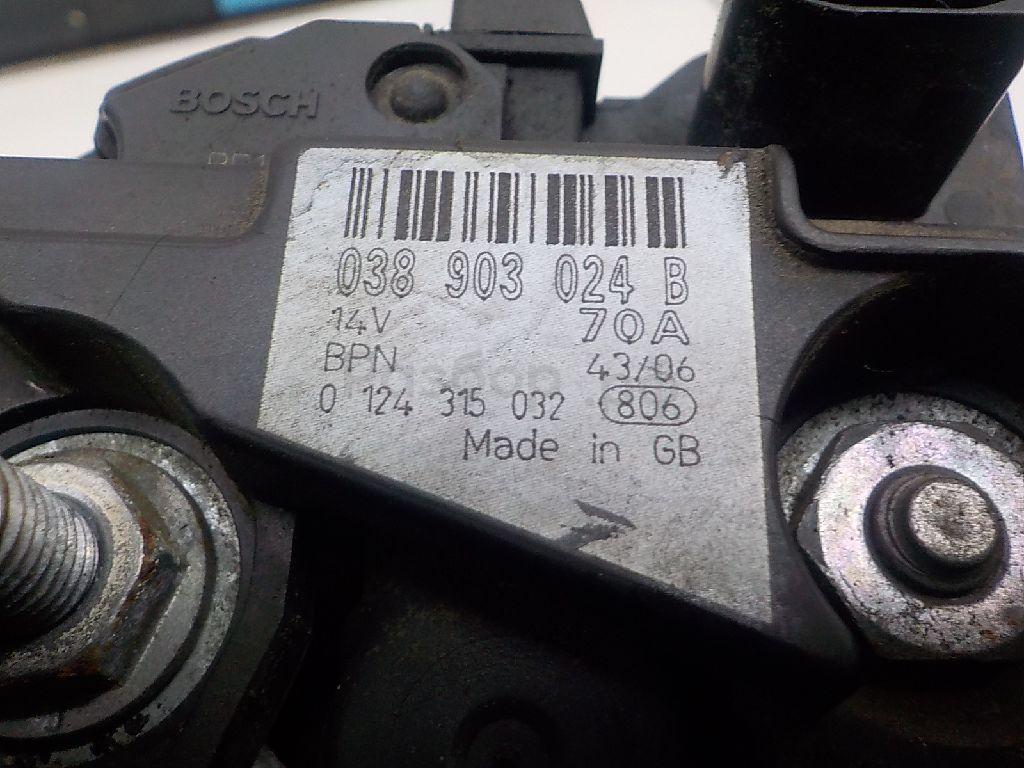 BOSCH
038 903 024 B
14V 70A
BPN 43/06
0 124 315 032 806
Made in GB